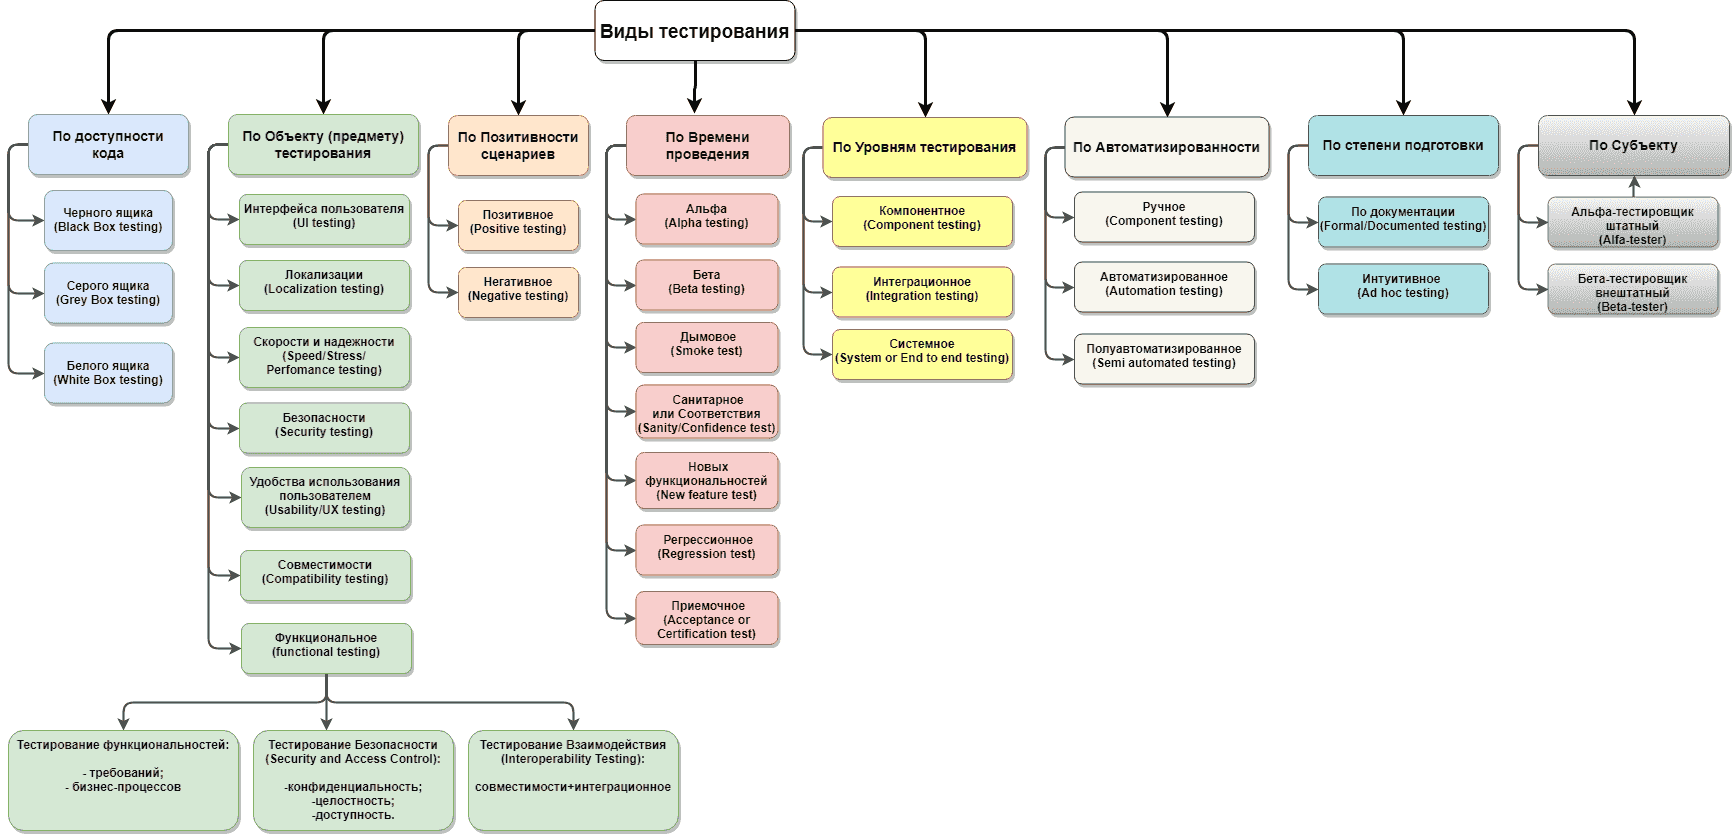 Виды тестирования
По доступности
кода
Черного ящика
(Black Box testing)
Серого ящика
(Grey Box testing)
Белого ящика
(White Box testing)
По Объекту (предмету)
тестирования
Интерфейса пользователя
(UI testing)
Локализации
(Localization testing)
Скорости и надежности
(Speed/Stress/
Perfomance testing)
Безопасности
(Security testing)
Удобства использования
пользователем
(Usability/UX testing)
Совместимости
(Compatibility testing)
Функциональное
(functional testing)
Тестирование функциональностей:
- требований;
- бизнес-процессов
Тестирование Безопасности
(Security and Access Control):
-конфиденциальность;
-целостность;
-доступность.
Тестирование Взаимодействия
(Interoperability Testing):
совместимости+интеграционное
По Позитивности
сценариев
Позитивное
(Positive testing)
Негативное
(Negative testing)
По Времени
проведения
Альфа
(Alpha testing)
Бета
(Beta testing)
Дымовое
(Smoke test)
Санитарное
или Соответствия
(Sanity/Confidence test)
Новых
функциональностей
(New feature test)
Регрессионное
(Regression test)
Приемочное
(Acceptance or
Certification test)
По Уровням тестирования
Компонентное
(Component testing)
Интеграционное
(Integration testing)
Системное
(System or End to end testing)
По Автоматизированности
Ручное
(Component testing)
Автоматизированное
(Automation testing)
Полуавтоматизированное
(Semi automated testing)
По степени подготовки
По документации
(Formal/Documented testing)
Интуитивное
(Ad hoc testing)
По Субъекту
Альфа-тестировщик
штатный
(Alfa-tester)
Бета-тестировщик
внештатный
(Beta-tester)